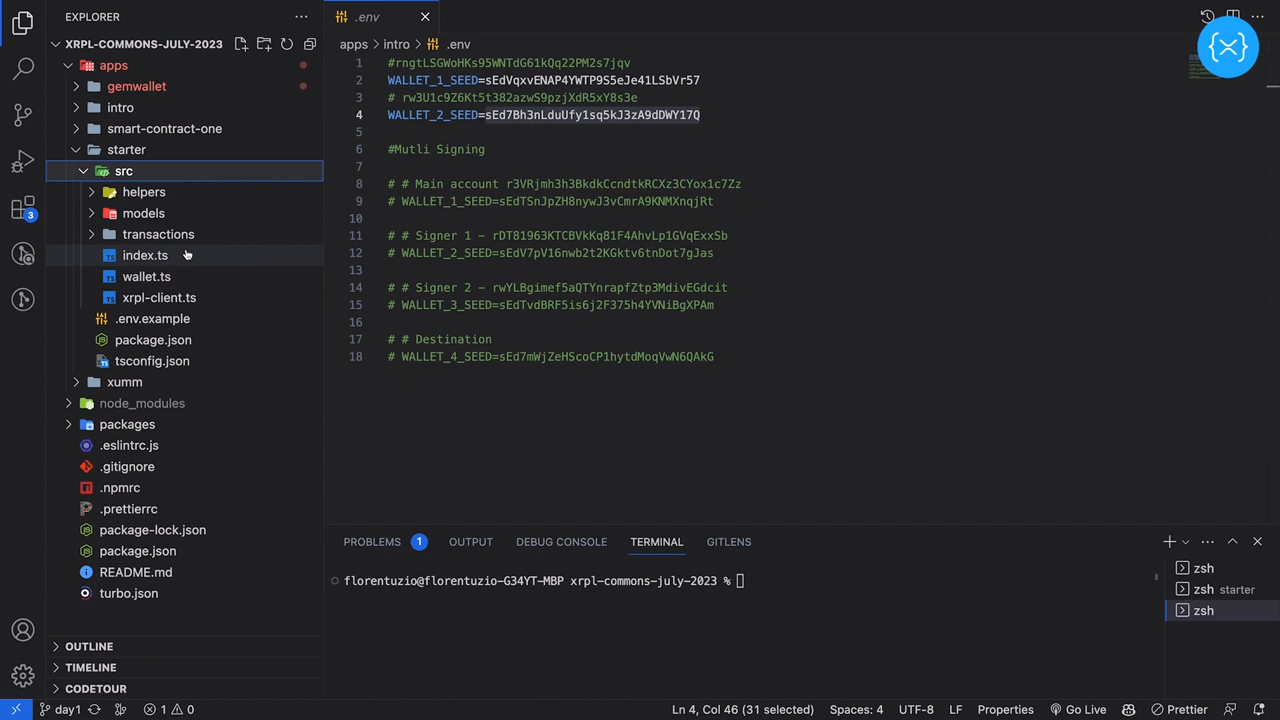 EXPLORER
XRPL-COMMONS-JULY-2023
apps
gemwallet
intro
smart-contract-one
starter
src
helpers
models
transactions
index.ts
wallet.ts
xrpl-client.ts
.env.example
package.json
tsconfig.json
xumm
node_modules
packages
.eslintrc.js
.gitignore
.npmrc
.prettierrc
package-lock.json
package.json
README.md
turbo.json
OUTLINE
TIMELINE
CODETOUR
3
.env
apps > intro > .env
1 #rngtLSGWoHKs95WNTdG61kQq22PM2s7jqv
2 WALLET_1_SEED=sEdVqxvENAP4YWTP9S5eJe41LSbVr57
3 # rw3U1c9Z6Kt5t382azwS9pzjXdR5xY8s3e
4 WALLET_2_SEED=sEd7Bh3nLduUfy1sq5kJ3zA9dDWY17Q
5
6 #Mutli Signing
7
8 # # Main account r3VRjmh3h3BkdkCcndtkRCXz3CYox1c7Zz
9 # WALLET_1_SEED=sEdTSnJpZH8nywJ3vCmrA9KNMXnqjRt
10
11 # # Signer 1 - rDT81963KTCBVkKq81F4AhvLp1GVqExxSb
12 # WALLET_2_SEED=sEdV7pV16nwb2t2KGktv6tnDot7gJas
13
14 # # Signer 2 - rwYLBgimef5aQTYnrapfZtp3MdivEGdcit
15 # WALLET_3_SEED=sEdTvdBRF5is6j2F375h4YVNiBgXPAm
16
17 # # Destination
18 # WALLET_4_SEED=sEd7mWjZeHScoCP1hytdMoqVwN6QAkG
PROBLEMS 1 OUTPUT DEBUG CONSOLE TERMINAL GITLENS
florentuzio@florentuzio-G34YT-MBP xrpl-commons-july-2023 %
zsh
zsh starter
zsh
day1 1 0 Ln 4, Col 46 (31 selected) Spaces: 4 UTF-8 LF Properties Go Live Prettier